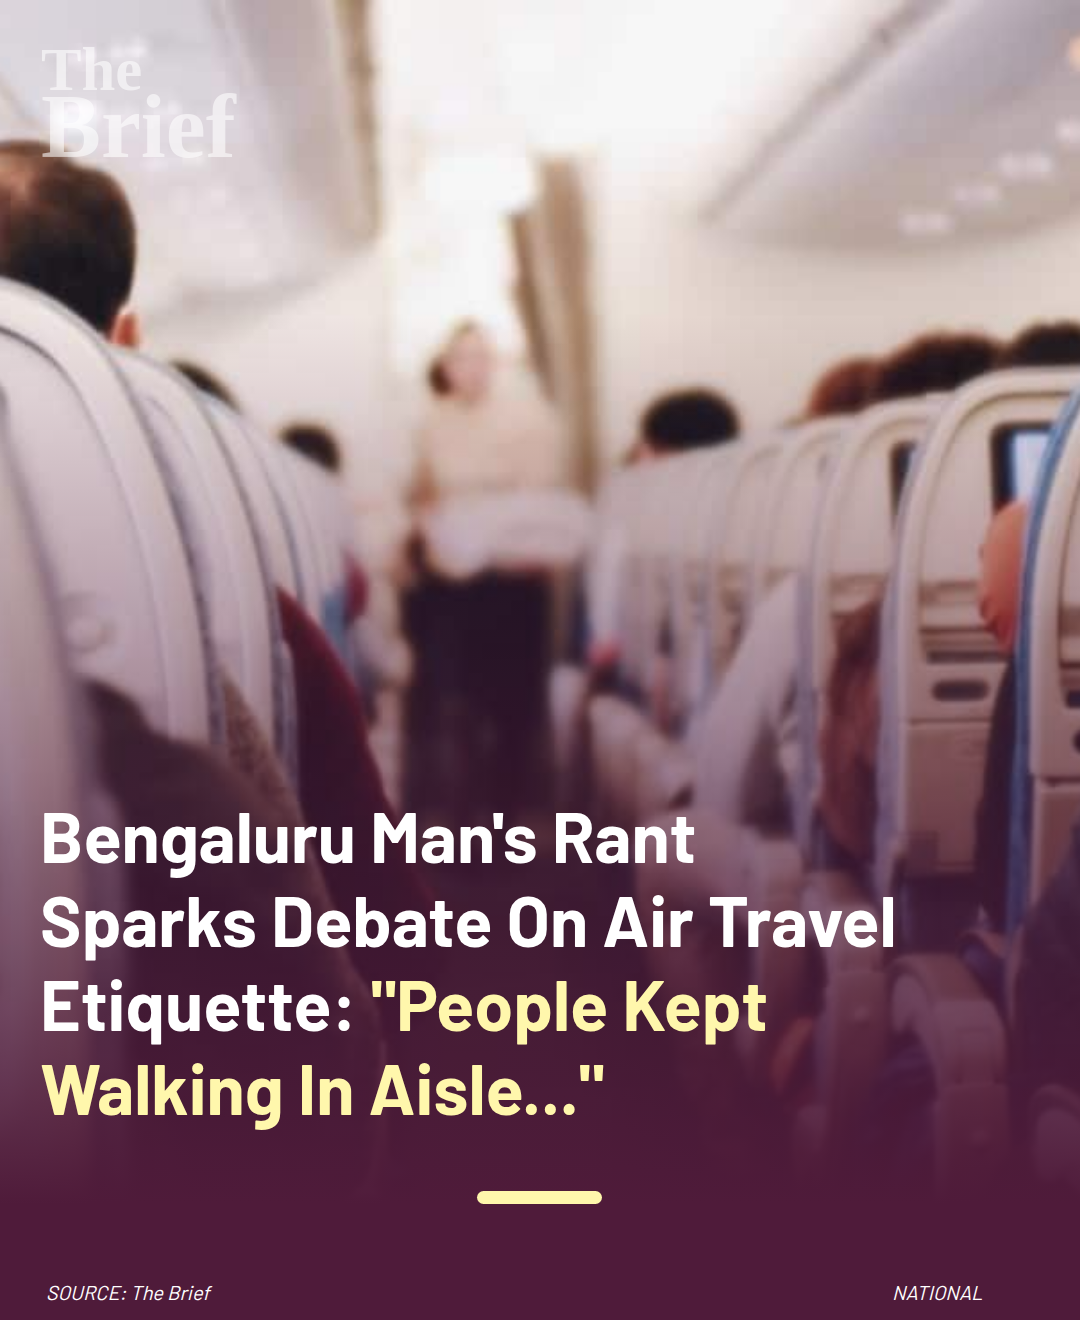 The
Brief
Bengaluru Man's Rant
Sparks Debate On Air Travel
Etiquette: "People Kept
Walking In Aisle..."
SOURCE: The Brief
NATIONAL